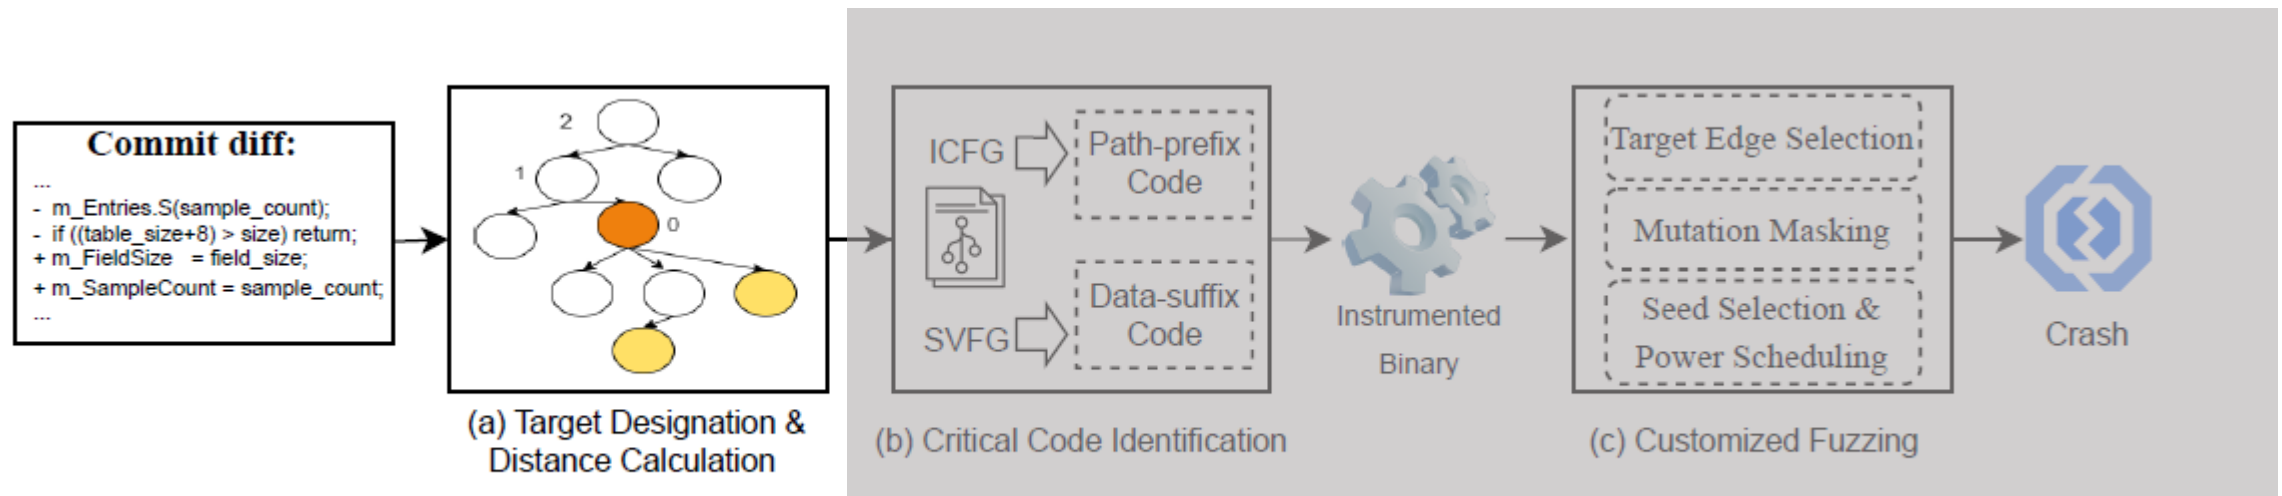 Commit diff:
...
- m_Entries.S(sample_count);
- if ((table_size+8) > size) return;
+ m_FieldSize = field_size;
+ m_SampleCount = sample_count;
...
2
1
0
(a) Target Designation &
Distance Calculation
ICFG
Path-prefix
Code
SVFG
Data-suffix
Code
(b) Critical Code Identification
Instrumented
Binary
Target Edge Selection
Mutation Masking
Seed Selection &
Power Scheduling
(c) Customized Fuzzing
Crash